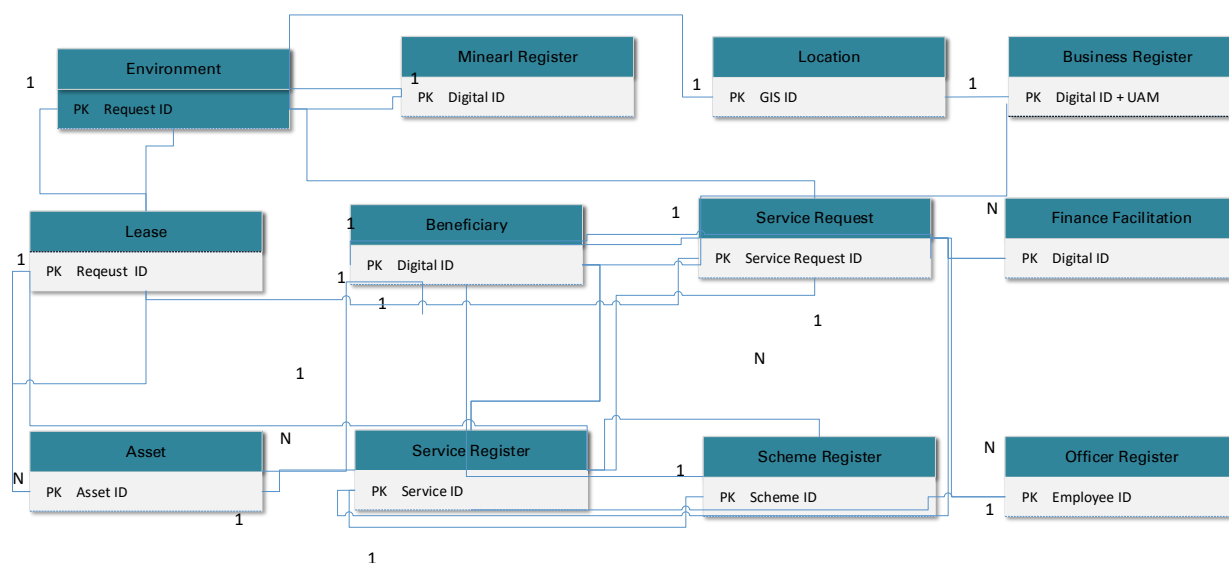 Environment
PK Request ID
Minearl Register
PK Digital ID
Location
PK GIS ID
Business Register
PK Digital ID + UAM
1
1
1
1
Lease
PK Reqeust ID
Beneficiary
PK Digital ID
Service Request
PK Service Request ID
Finance Facilitation
PK Digital ID
1
1
1
N
1
1
1
N
1
Asset
PK Asset ID
Service Register
PK Service ID
Scheme Register
PK Scheme ID
Officer Register
PK Employee ID
N
N
N
1
1
1
1